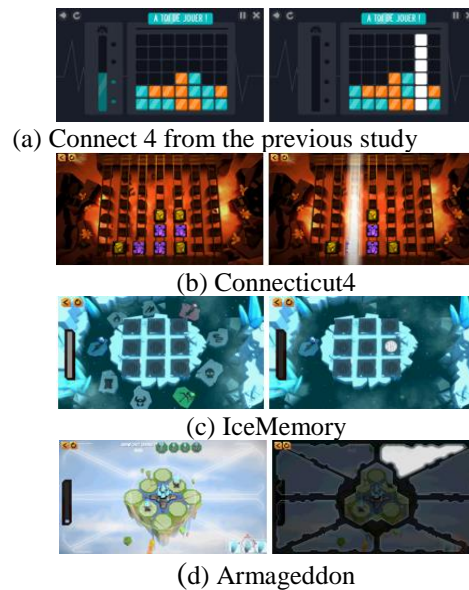 A TOI DE JOUER !
A TOI DE JOUER !
(a) Connect 4 from the previous study
(b) Connecticut4
(c) IceMemory
(d) Armageddon